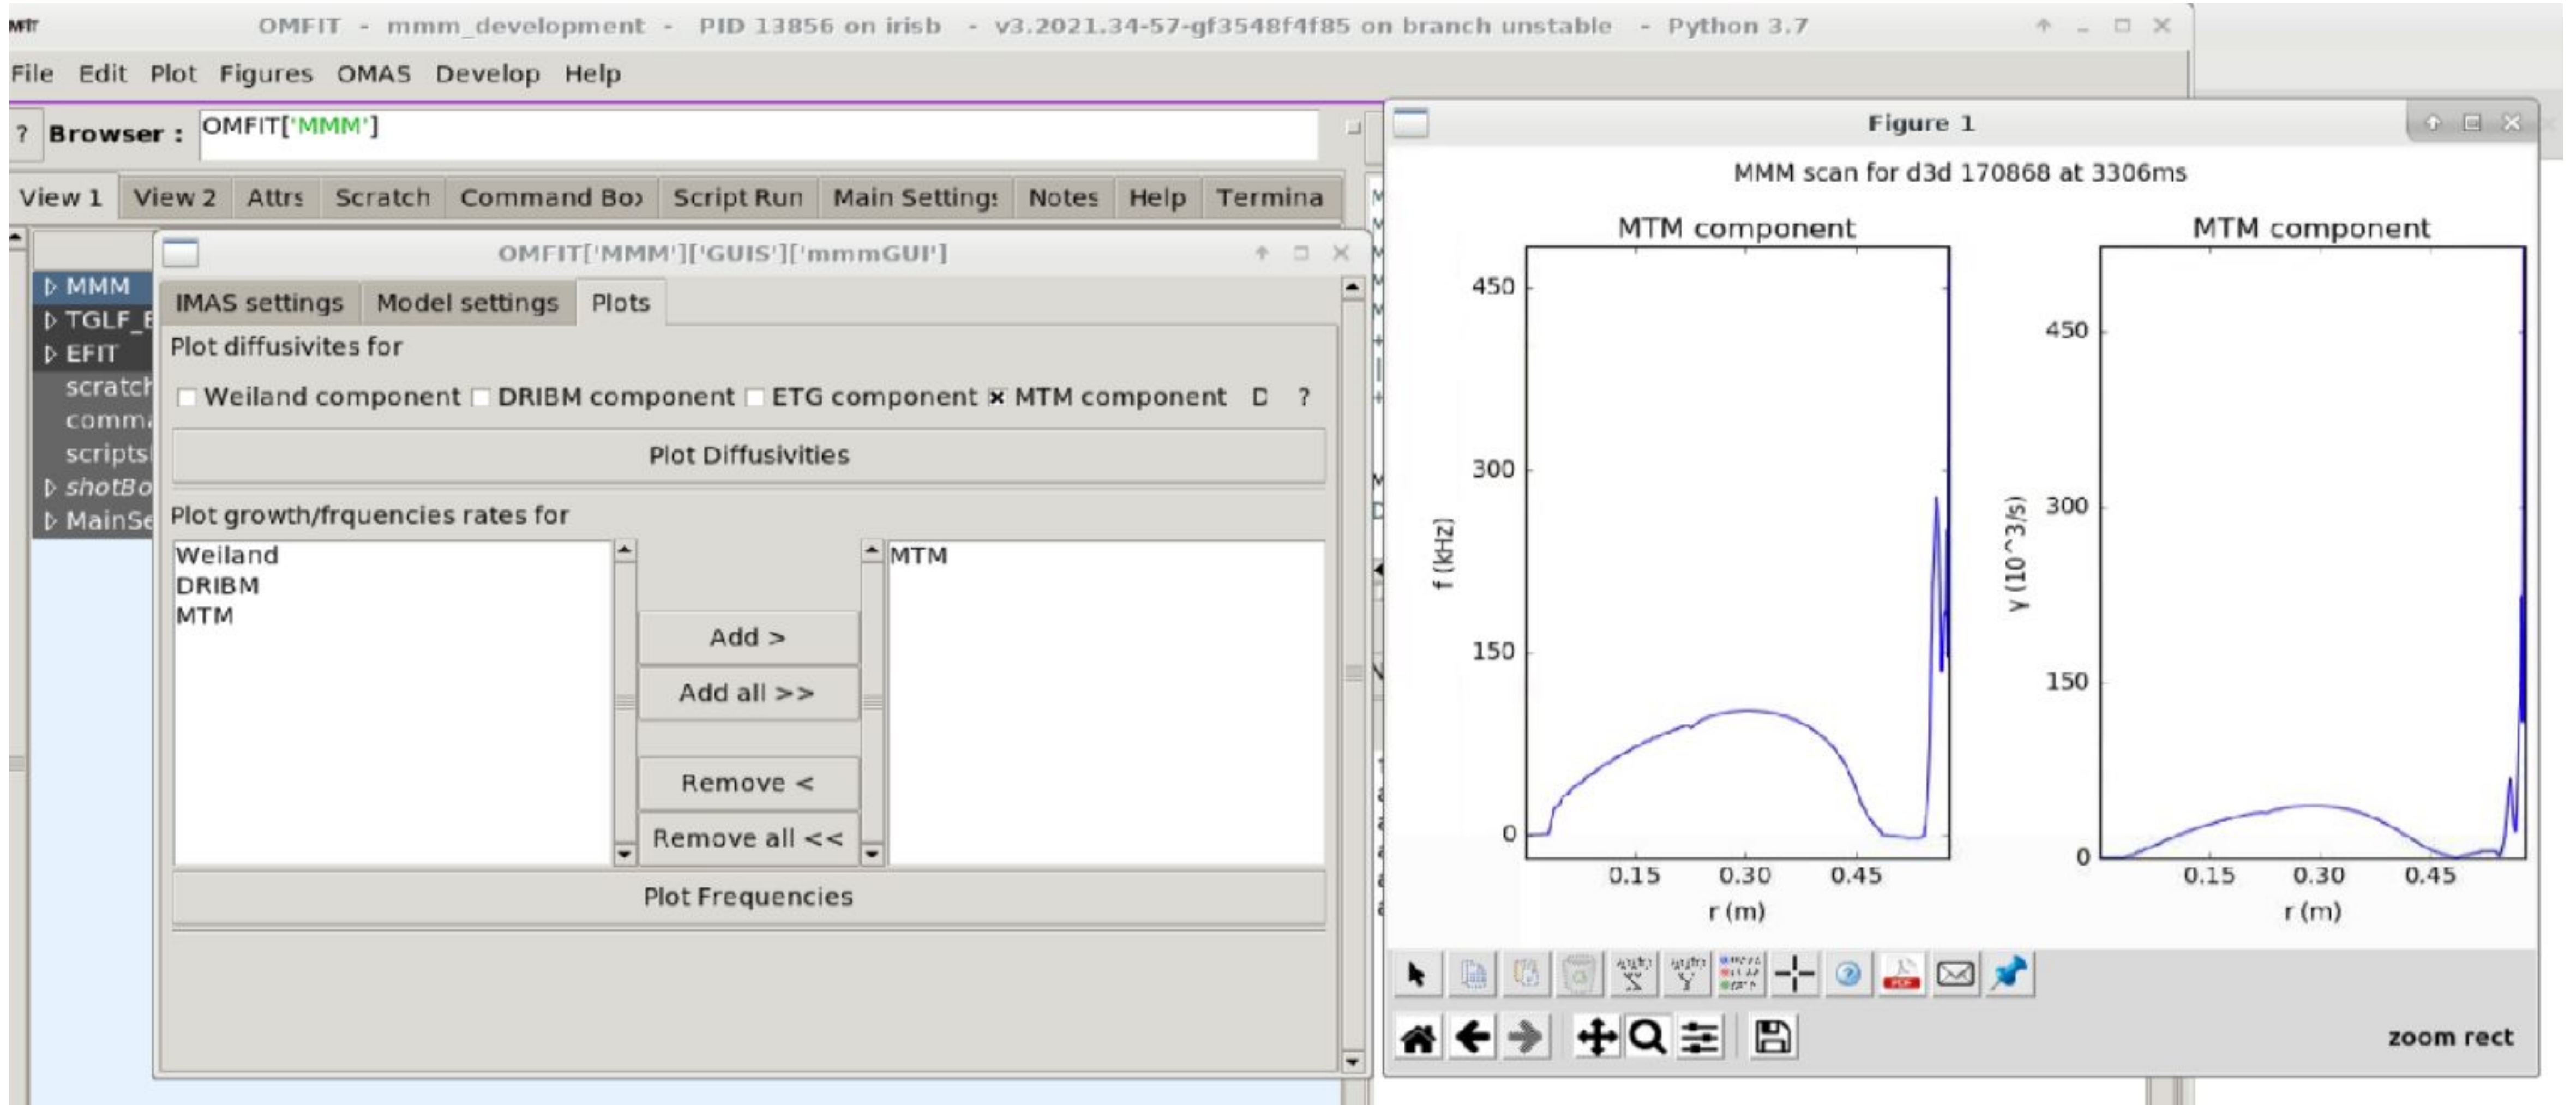 OMFIT - mmm_development - PID 13856 on irisb - v3.2021.34-57-gf3548f4f85 on branch unstable - Python 3.7
File Edit Plot Figures OMAS Develop Help
? Browser : OMFIT['MMM']
View 1 View 2 Attrs Scratch Command Bo Script Run Main Setting Notes Help Termina
MMM
TGLF_E
EFIT
scratch
comma
scripts
shotBo
MainSe
OMFIT['MMM']['GUIS']['mmmGUI']
IMAS settings Model settings Plots
Plot diffusivites for
Weiland component DRIBM component ETG component MTM component D ?
Plot Diffusivities
Plot growth/frquencies rates for
Weiland
DRIBM
MTM
Add >
Add all >>
Remove <
Remove all <<
MTM
Plot Frequencies
Figure 1
MMM scan for d3d 170868 at 3306ms
MTM component
450
300
150
0
f (kHz)
0.15 0.30 0.45
r (m)
MTM component
450
300
150
0
γ (10^3/s)
0.15 0.30 0.45
r (m)
PDF
zoom rect